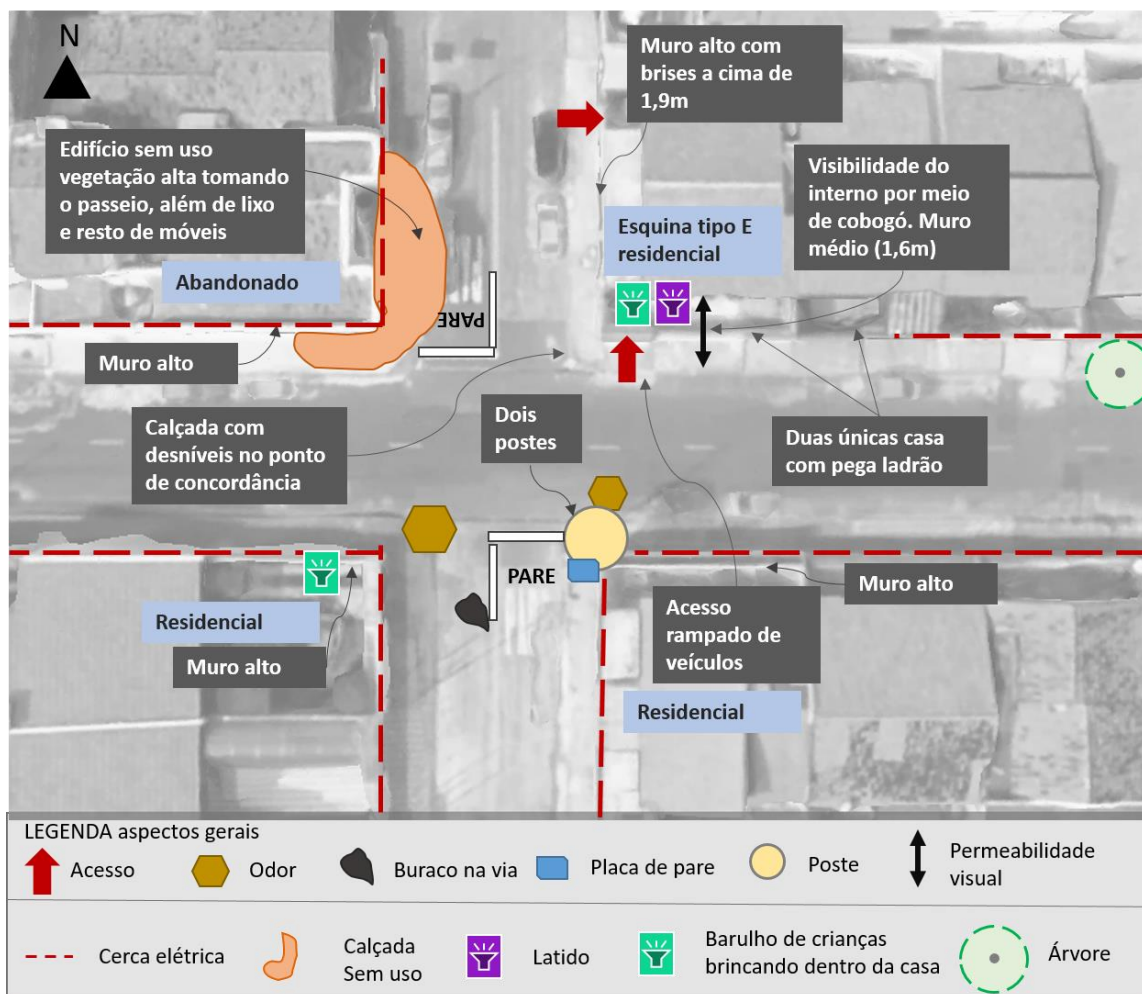 N
Muro alto com
brises a cima de
1,9m
Edifício sem uso
vegetação alta tomando
o passeio, além de lixo
e resto de móveis
Visibilidade do
interno por meio
de cobogó. Muro
médio (1,6m)
Esquina tipo E
residencial
Abandonado
PARE
Muro alto
Dois
postes
Calçada com
desníveis no ponto
de concordância
Duas únicas casa
com pega ladrão
PARE
Muro alto
Residencial
Muro alto
Acesso
rampado de
veículos
Residencial
LEGENDA aspectos gerais
Acesso
Odor
Buraco na via
Placa de pare
Poste
Permeabilidade
visual
Cerca elétrica
Calçada
Sem uso
Latido
Barulho de crianças
brincando dentro da casa
Árvore